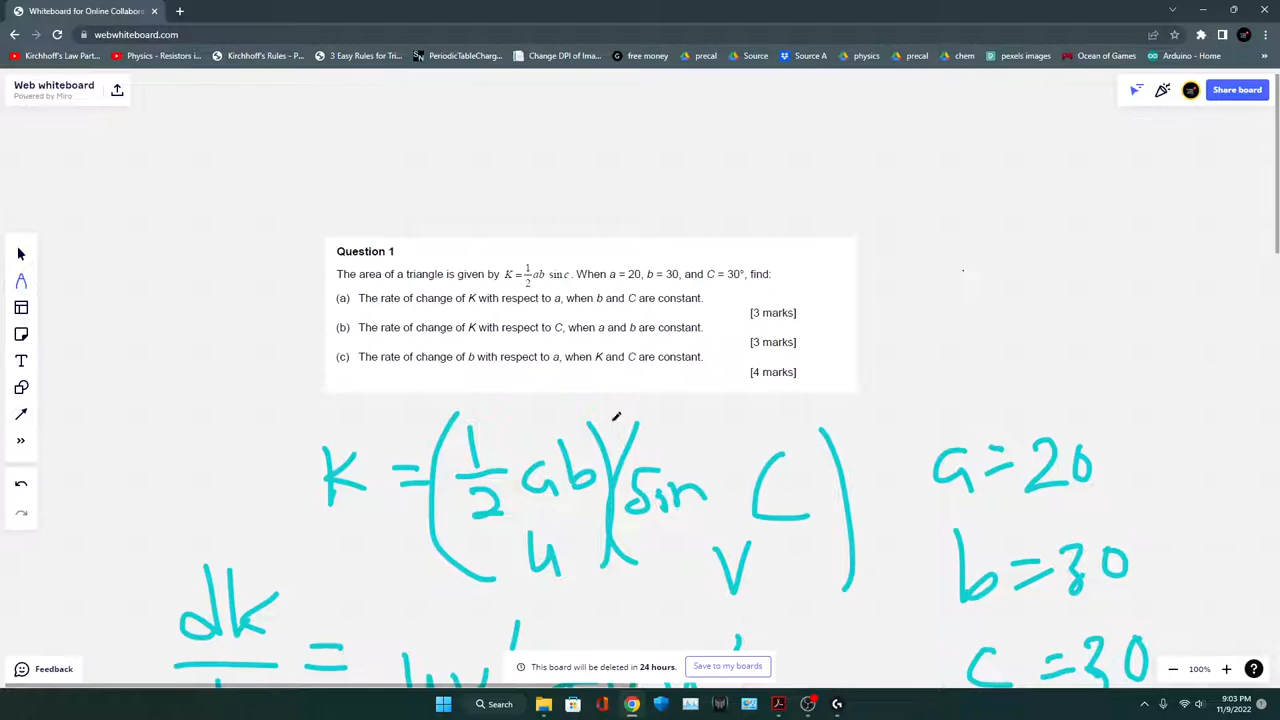 Whiteboard for Online Collabora
webwhiteboard.com
Kirchhoff's Law Part...
Physics - Resistors i...
Kirchhoff's Rules – P...
3 Easy Rules for Tri...
PeriodicTableCharg...
Change DPI of Ima...
free money
precal
Source
Source A
physics
precal
chem
pexels images
Ocean of Games
Arduino - Home
Web whiteboard
Powered by Miro
Share board
Question 1
The area of a triangle is given by K = 1/2 ab sin c. When a = 20, b = 30, and C = 30°, find:
(a) The rate of change of K with respect to a, when b and C are constant.
[3 marks]
(b) The rate of change of K with respect to C, when a and b are constant.
[3 marks]
(c) The rate of change of b with respect to a, when K and C are constant.
[4 marks]
K = (1/2 ab)(sin C)
u v
a = 20
b = 30
c = 30
dk
=
Feedback
This board will be deleted in 24 hours.
Save to my boards
100%
Search
9:03 PM
11/9/2022